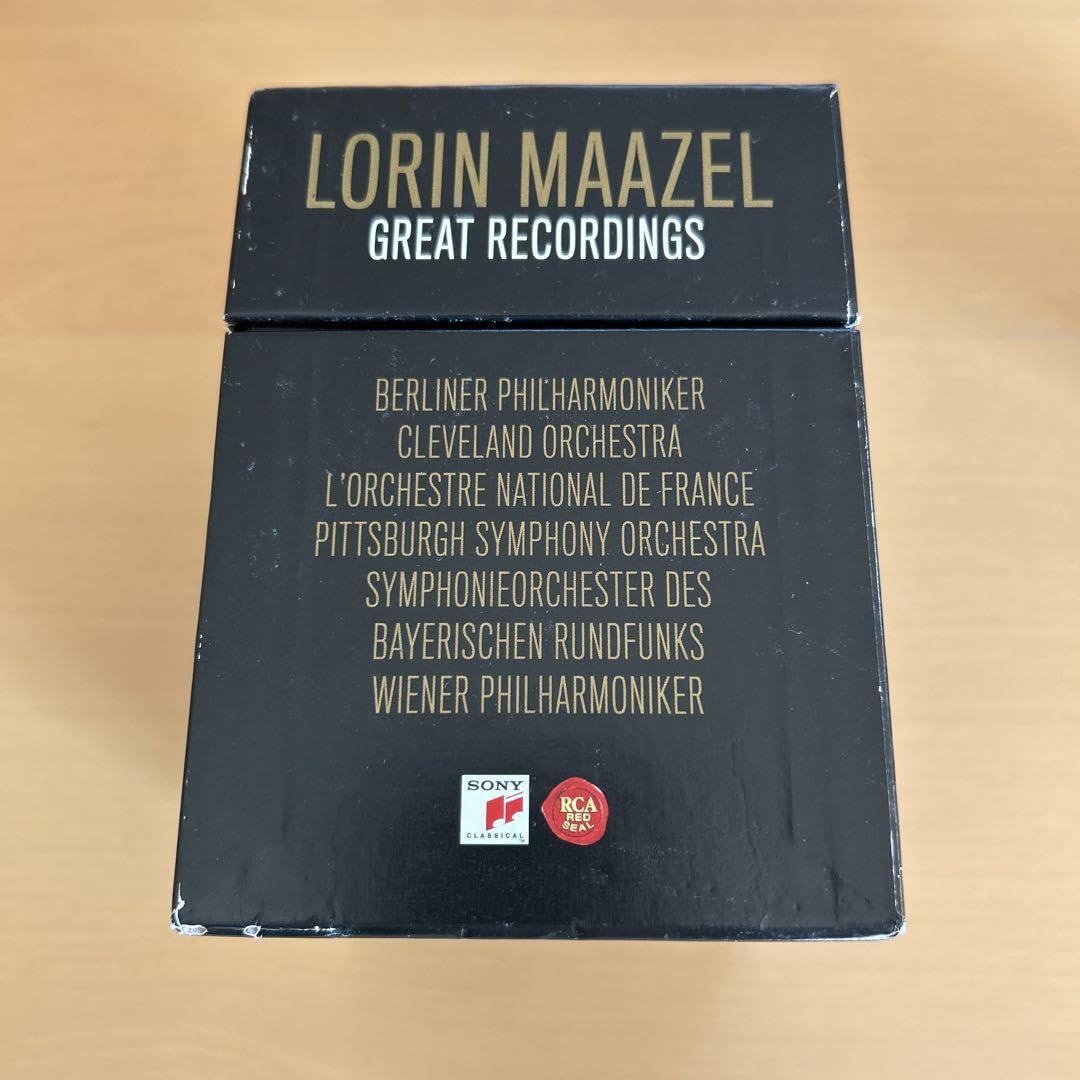 LORIN MAAZEL
GREAT RECORDINGS
BERLINER PHILHARMONIKER
CLEVELAND ORCHESTRA
L'ORCHESTRE NATIONAL DE FRANCE
PITTSBURGH SYMPHONY ORCHESTRA
SYMPHONIEORCHESTER DES
BAYERISCHEN RUNDFUNKS
WIENER PHILHARMONIKER
SONY
CLASSICAL
RCA
RED
SEAL